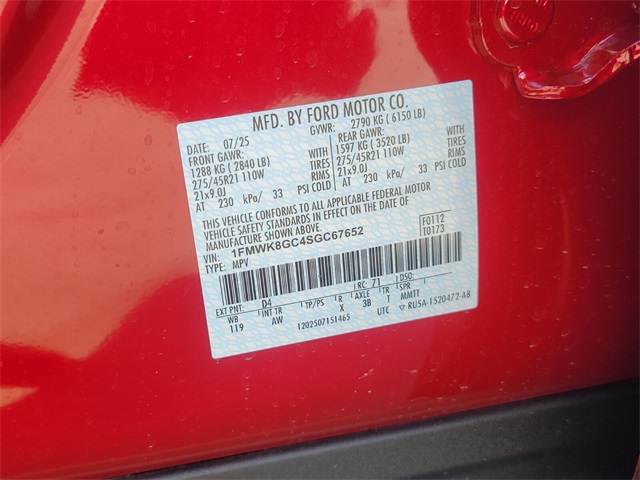 MFD. BY FORD MOTOR CO.
DATE: 07/25 GVWR: 2790 KG ( 6150 LB)
FRONT GAWR: REAR GAWR:
1288 KG ( 2840 LB) WITH 1597 KG ( 3520 LB) WITH
275/45R21 110W TIRES 275/45R21 110W TIRES
21x9.0J RIMS 21x9.0J RIMS
AT 230 kPa/ 33 PSI COLD AT 230 kPa/ 33 PSI COLD
THIS VEHICLE CONFORMS TO ALL APPLICABLE FEDERAL MOTOR
VEHICLE SAFETY STANDARDS IN EFFECT ON THE DATE OF
MANUFACTURE SHOWN ABOVE.
VIN: 1FMWK8GC4SGC67652 F0112
TYPE: MPV T0173
EXT PNT: D4 RC: 71 DSO:
WB INT TR TP/PS R AXLE TR SPR
119 AW X 3B T MMTT
1202507151465 UTC RU5A-1520472-AB